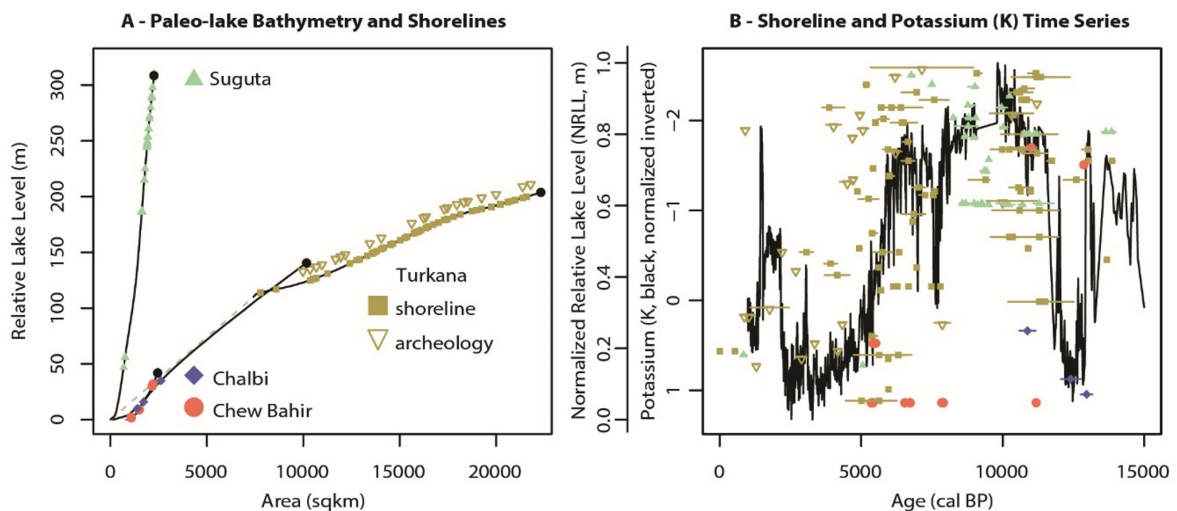 A - Paleo-lake Bathymetry and Shorelines
Relative Lake Level (m)
300
250
200
150
100
50
0
Suguta
Turkana
shoreline
archeology
Chalbi
Chew Bahir
0 5000 10000 15000 20000
Area (sqkm)
B - Shoreline and Potassium (K) Time Series
Normalized Relative Lake Level (NRLL, m)
1.0
0.8
0.6
0.4
0.2
0.0
Potassium (K, black, normalized inverted)
−2
−1
0
1
0 5000 10000 15000
Age (cal BP)